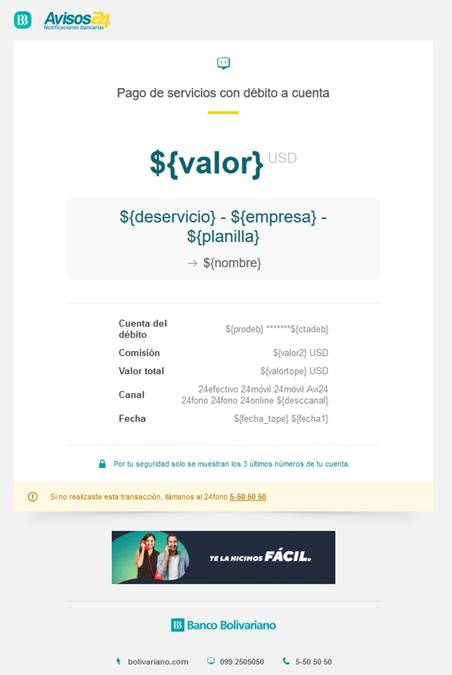 Avisos24
Notificaciones bancarias
Pago de servicios con débito a cuenta
${valor} USD
${deservicio} - ${empresa} -
${planilla}
→ ${nombre}
Cuenta del
débito
${prodeb} *******${ctadeb}
Comisión ${valor2} USD
Valor total ${valortope} USD
Canal
24efectivo 24móvil 24móvil Avi24
24fono 24fono 24online ${desccanal}
Fecha ${fecha_tope} ${fecha1}
Por tu seguridad solo se muestran los 3 últimos números de tu cuenta.
Si no realizaste esta transacción, llámanos al 24fono 5-50 50 50
TE LA HICIMOS FÁCIL.
Banco Bolivariano
bolivariano.com 099 2505050 5-50 50 50